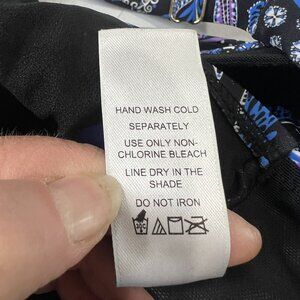 HAND WASH COLD
SEPARATELY
USE ONLY NON-
CHLORINE BLEACH
LINE DRY IN THE
SHADE
DO NOT IRON